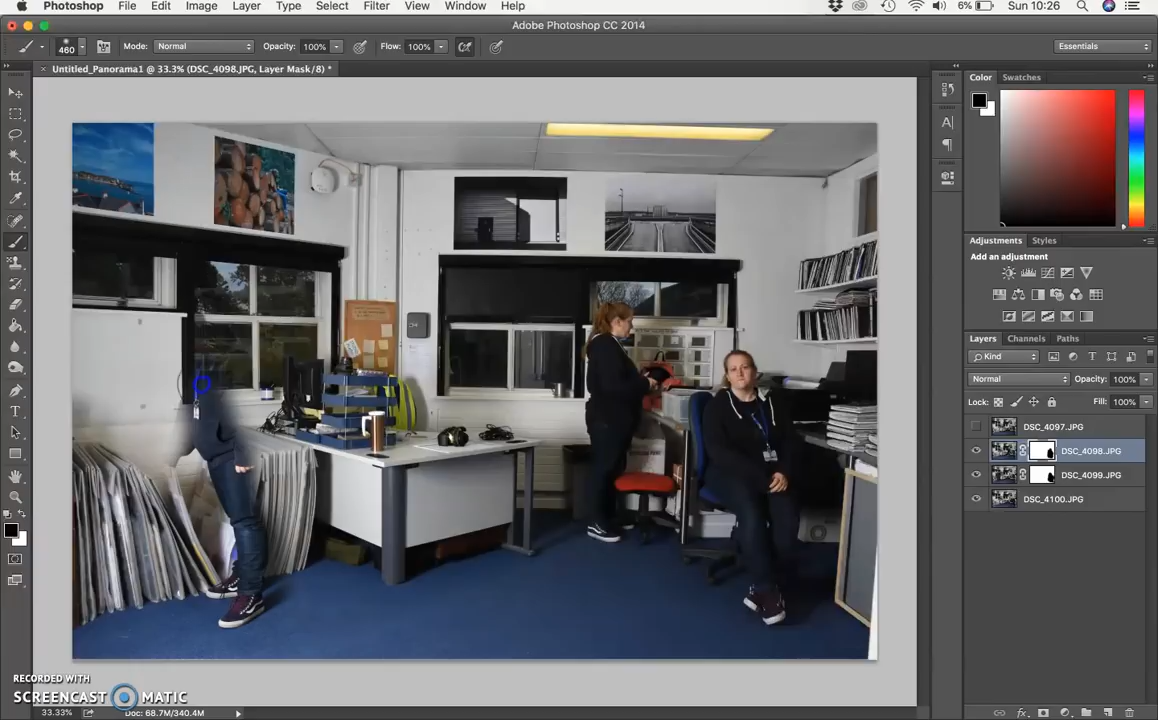 Photoshop File Edit Image Layer Type Select Filter View Window Help 6% Sun 10:26
Adobe Photoshop CC 2014
460 Mode: Normal Opacity: 100% Flow: 100% Essentials
× Untitled_Panorama1 @ 33.3% (DSC_4098.JPG, Layer Mask/8) *
Color Swatches
Adjustments Styles
Add an adjustment
Layers Channels Paths
Kind
Normal Opacity: 100%
Lock: Fill: 100%
DSC_4097.JPG
DSC_4098.JPG
DSC_4099.JPG
DSC_4100.JPG
RECORDED WITH
SCREENCAST MATIC
33.33% Doc: 68.7M/340.4M